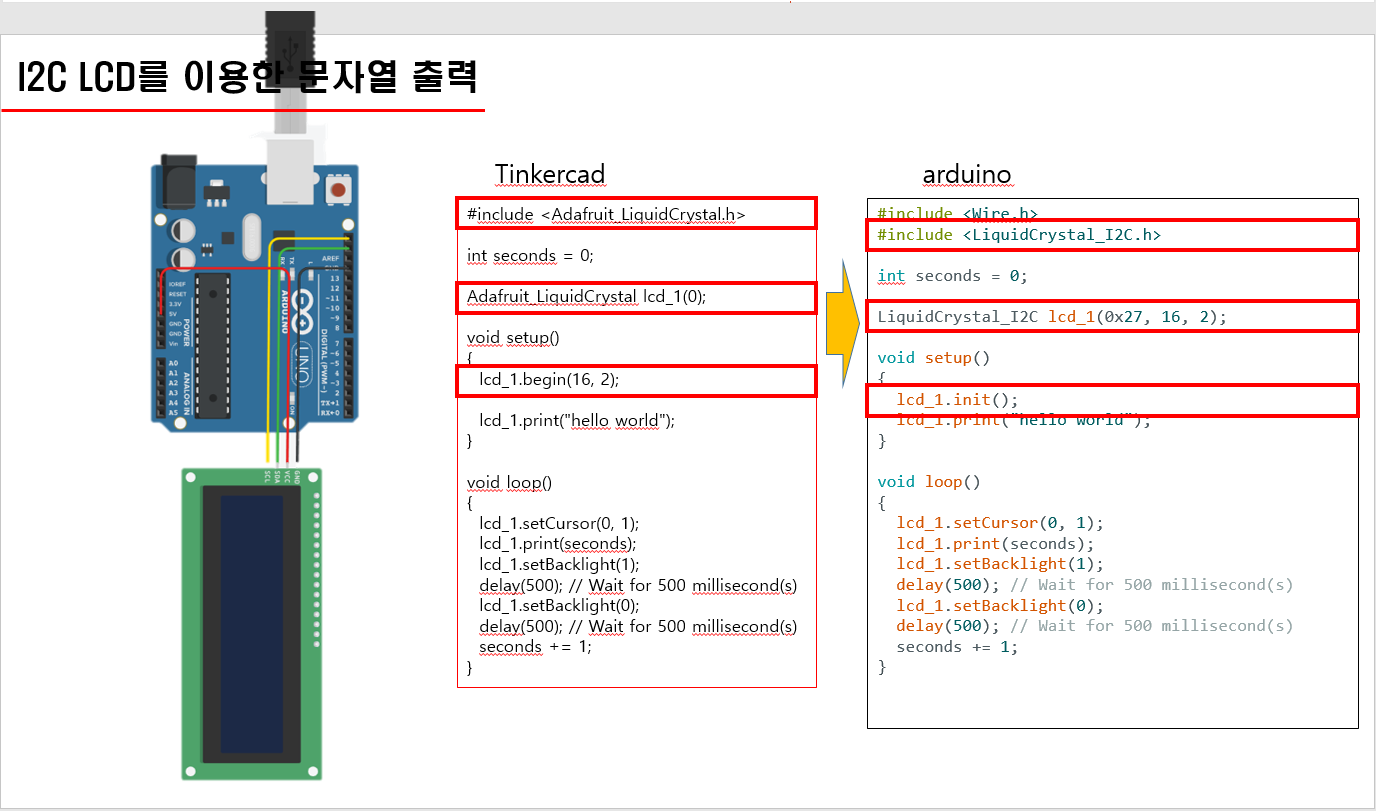 I2C LCD를 이용한 문자열 출력
Tinkercad
#include <Adafruit_LiquidCrystal.h>
int seconds = 0;
Adafruit_LiquidCrystal lcd_1(0);
void setup()
{
lcd_1.begin(16, 2);
lcd_1.print("hello world");
}
void loop()
{
lcd_1.setCursor(0, 1);
lcd_1.print(seconds);
lcd_1.setBacklight(1);
delay(500); // Wait for 500 millisecond(s)
lcd_1.setBacklight(0);
delay(500); // Wait for 500 millisecond(s)
seconds += 1;
}
arduino
#include <Wire.h>
#include <LiquidCrystal_I2C.h>
int seconds = 0;
LiquidCrystal_I2C lcd_1(0x27, 16, 2);
void setup()
{
lcd_1.init();
lcd_1.print("hello world");
}
void loop()
{
lcd_1.setCursor(0, 1);
lcd_1.print(seconds);
lcd_1.setBacklight(1);
delay(500); // Wait for 500 millisecond(s)
lcd_1.setBacklight(0);
delay(500); // Wait for 500 millisecond(s)
seconds += 1;
}
IOREF
RESET
3.3V
5V
GND
GND
Vin
POWER
A0
A1
A2
A3
A4
A5
ANALOG IN
AREF
13
12
~11
~10
~9
8
7
~6
~5
4
~3
2
TX→1
RX←0
DIGITAL (PWM~)
TX
RX
L
ON
ARDUINO
UNO
SCL
SDA
VCC
GND